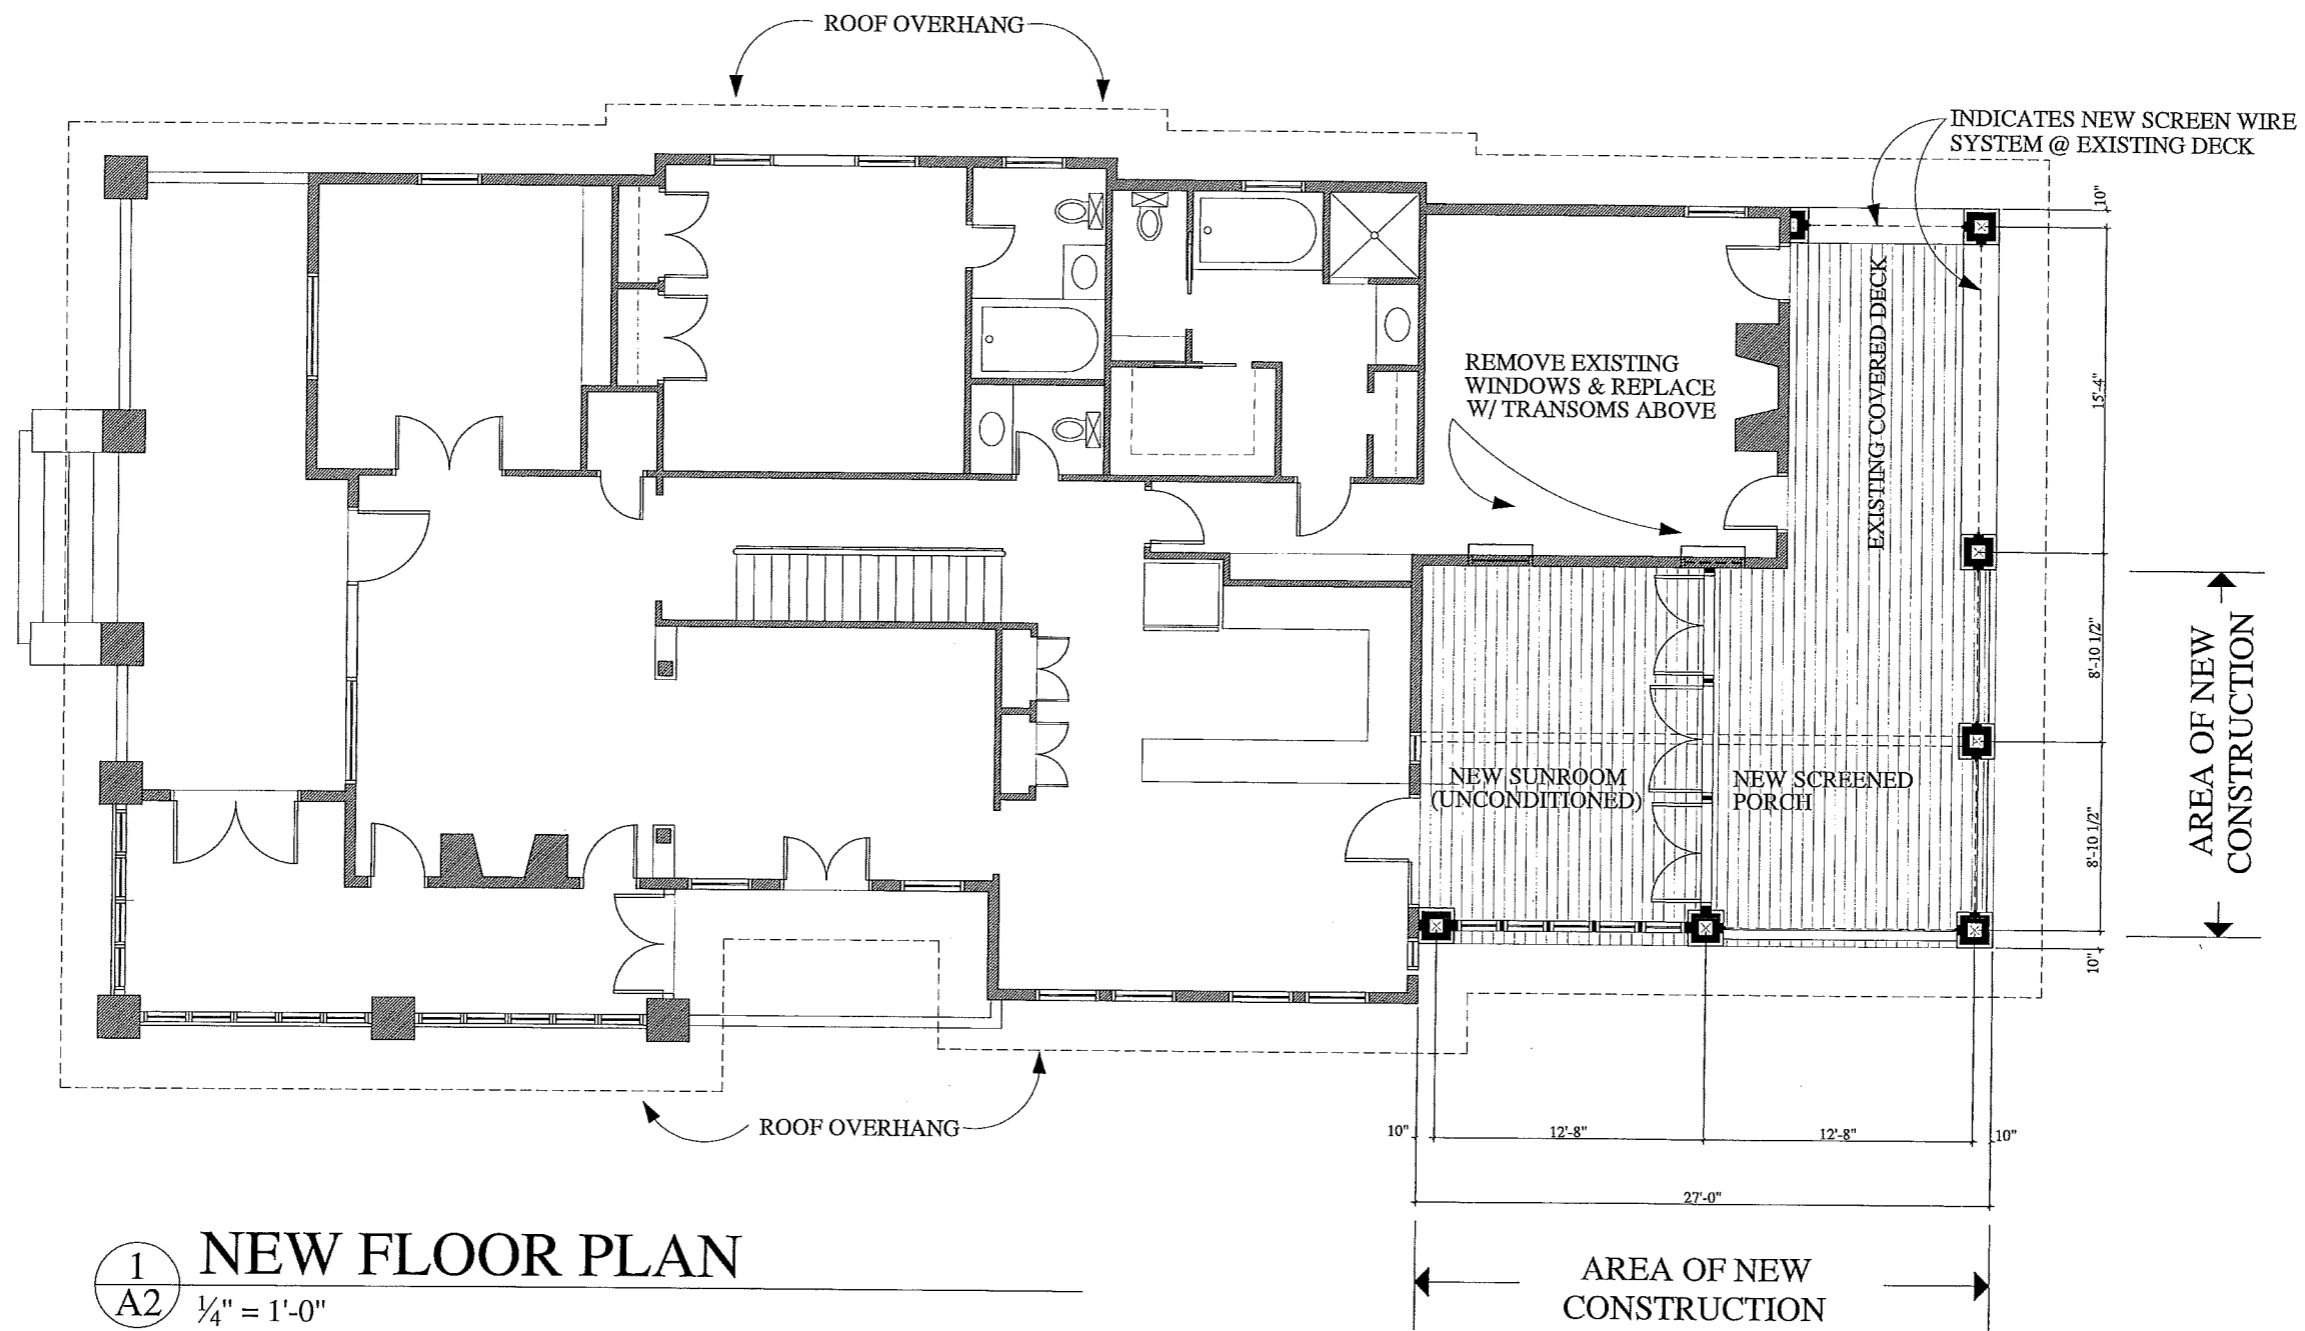 ROOF OVERHANG
INDICATES NEW SCREEN WIRE
SYSTEM @ EXISTING DECK
10"
EXISTING COVERED DECK
REMOVE EXISTING
WINDOWS & REPLACE
W/ TRANSOMS ABOVE
15'-4"
8'-10 1/2"
AREA OF NEW
CONSTRUCTION
NEW SUNROOM
(UNCONDITIONED)
NEW SCREENED
PORCH
8'-10 1/2"
10"
ROOF OVERHANG
10"
12'-8"
12'-8"
10"
27'-0"
1
A2
NEW FLOOR PLAN
¼" = 1'-0"
AREA OF NEW
CONSTRUCTION